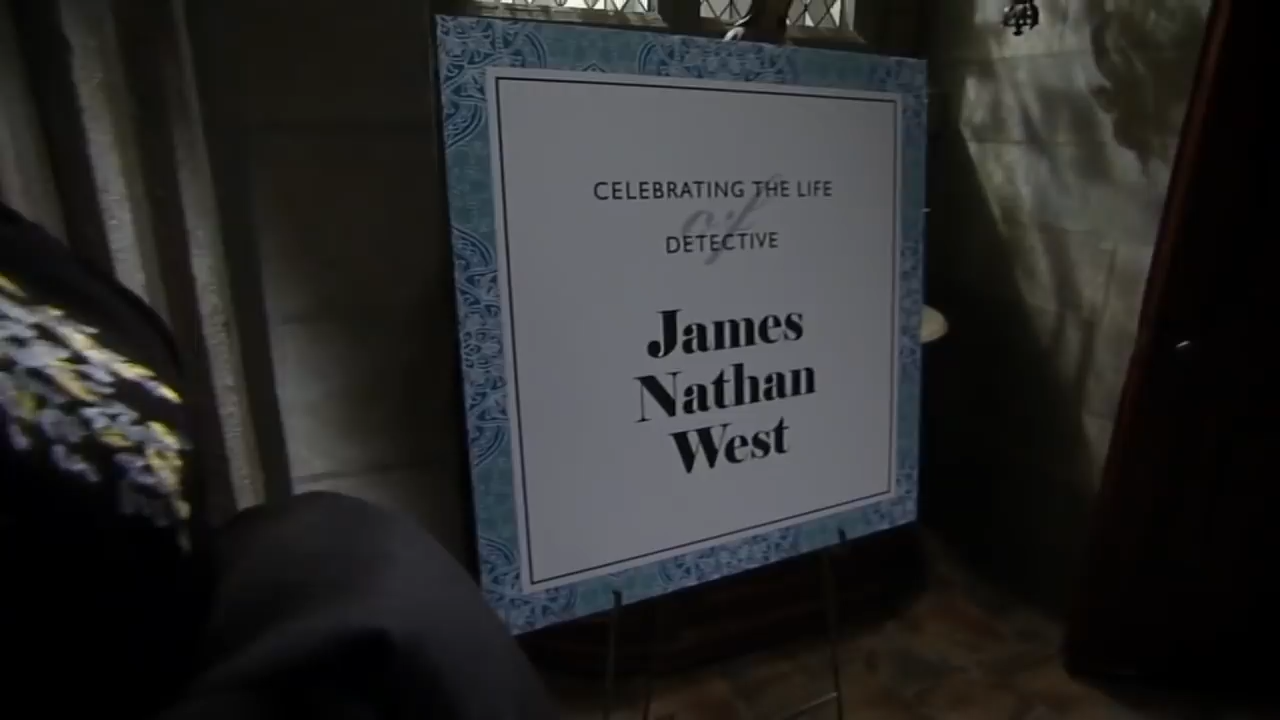 CELEBRATING THE LIFE
of
DETECTIVE
James
Nathan
West